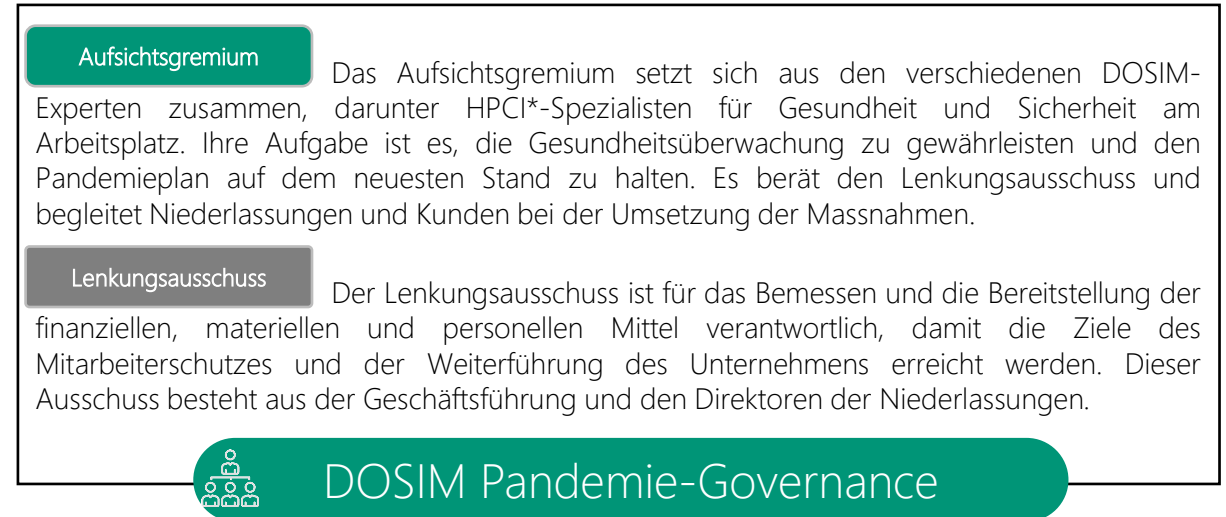 Aufsichtsgremium
Das Aufsichtsgremium setzt sich aus den verschiedenen DOSIM-
Experten zusammen, darunter HPCI*-Spezialisten für Gesundheit und Sicherheit am
Arbeitsplatz. Ihre Aufgabe ist es, die Gesundheitsüberwachung zu gewährleisten und den
Pandemieplan auf dem neuesten Stand zu halten. Es berät den Lenkungsausschuss und
begleitet Niederlassungen und Kunden bei der Umsetzung der Massnahmen.
Lenkungsausschuss
Der Lenkungsausschuss ist für das Bemessen und die Bereitstellung der
finanziellen, materiellen und personellen Mittel verantwortlich, damit die Ziele des
Mitarbeiterschutzes und der Weiterführung des Unternehmens erreicht werden. Dieser
Ausschuss besteht aus der Geschäftsführung und den Direktoren der Niederlassungen.
DOSIM Pandemie-Governance